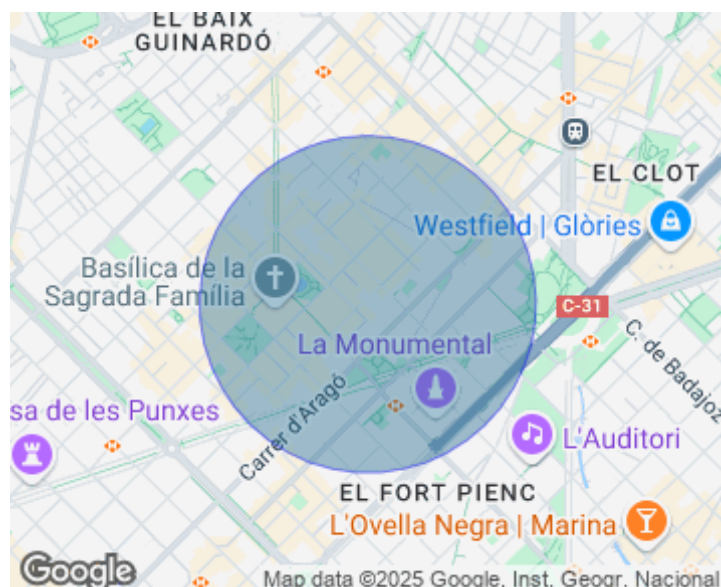 EL BAIX
GUINARDÓ
EL CLOT
Westfield | Glòries
Basílica de la
Sagrada Família
C-31
La Monumental
C. de Badajoz
Carrer d'Aragó
sa de les Punxes
L'Auditori
EL FORT PIENC
L'Ovella Negra | Marina
Google
Map data ©2025 Google, Inst. Geogr. Nacional